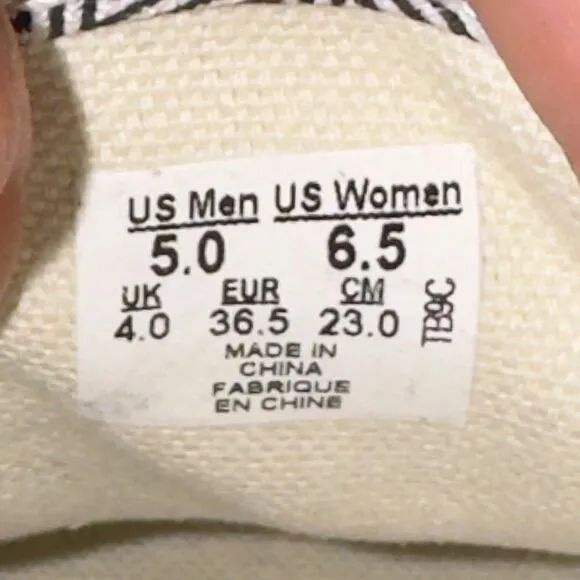 US Men US Women
5.0 6.5
UK EUR CM
4.0 36.5 23.0
MADE IN
CHINA
FABRIQUE
EN CHINE
TB9C